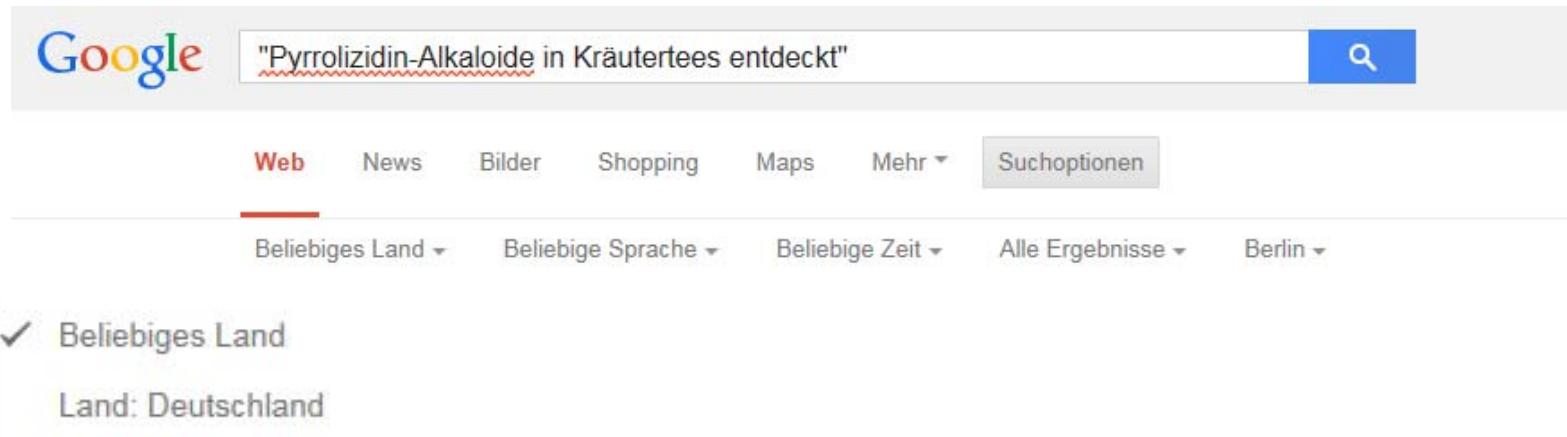 Google "Pyrrolizidin-Alkaloide in Kräutertees entdeckt"
Web News Bilder Shopping Maps Mehr Suchoptionen
Beliebiges Land Beliebige Sprache Beliebige Zeit Alle Ergebnisse Berlin
Beliebiges Land
Land: Deutschland